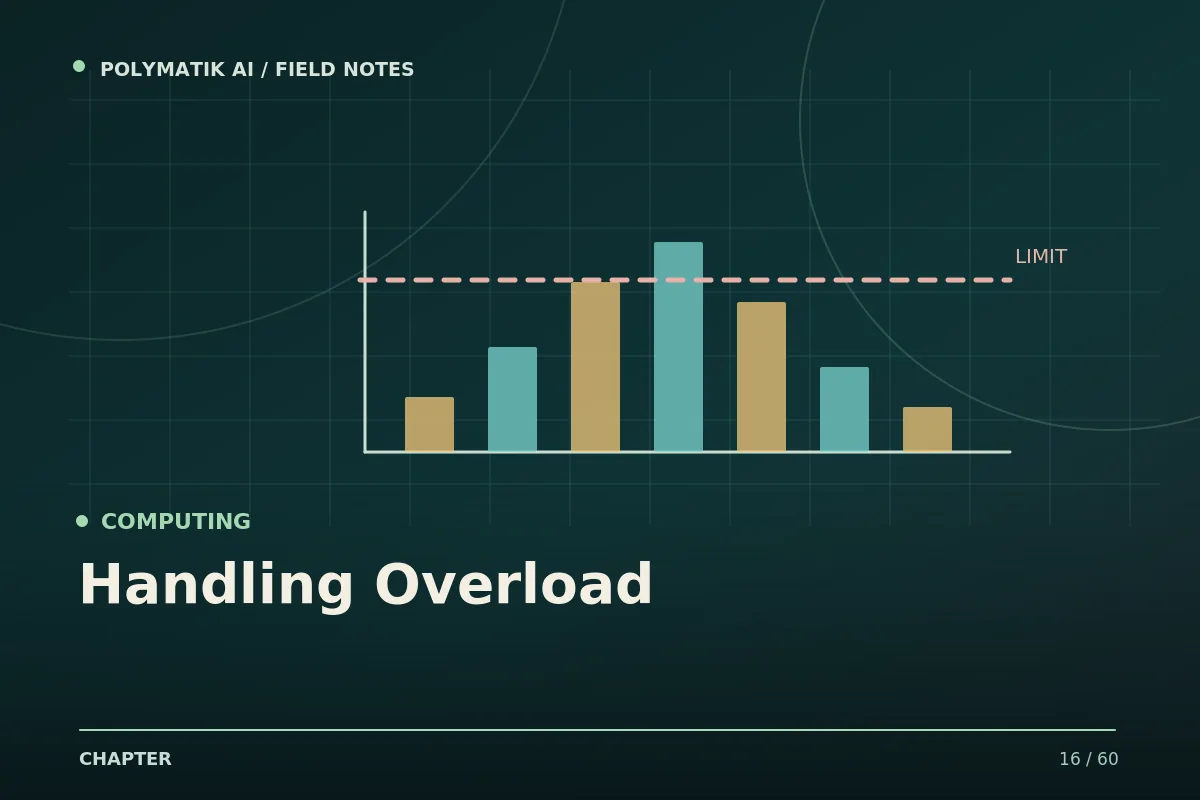 POLYMATIK AI / FIELD NOTES
LIMIT
COMPUTING
Handling Overload
CHAPTER
16 / 60